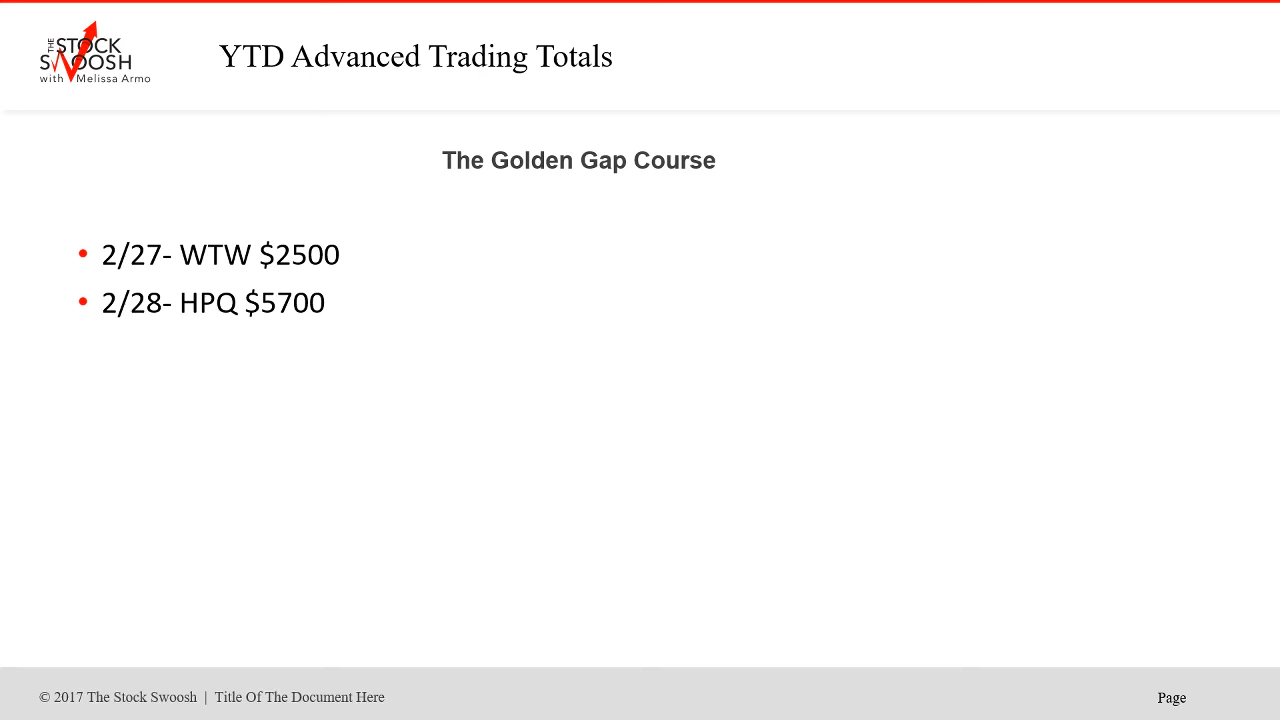 THE STOCK
SWOOSH
with Melissa Armo
YTD Advanced Trading Totals
The Golden Gap Course
• 2/27- WTW $2500
• 2/28- HPQ $5700
© 2017 The Stock Swoosh | Title Of The Document Here
Page